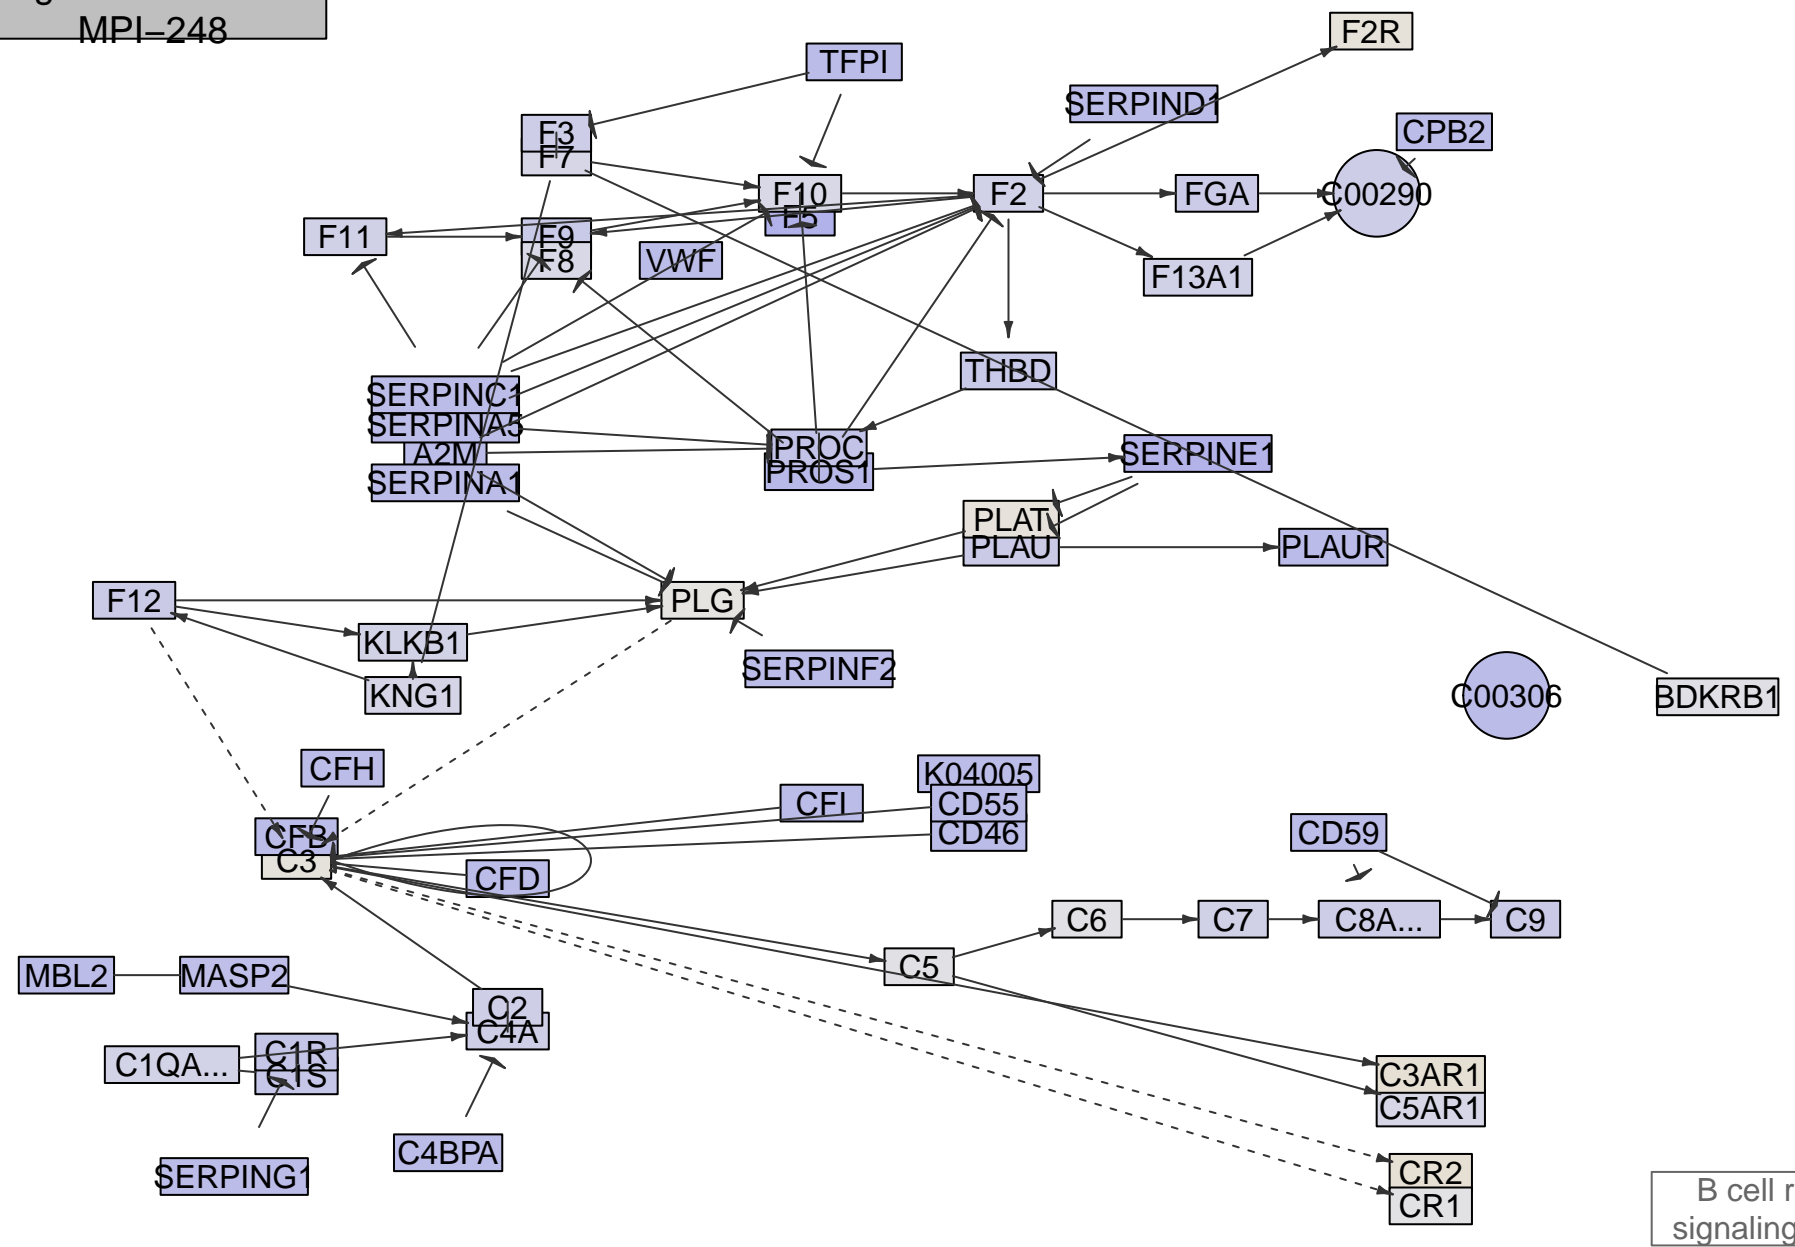 MPI−248
F2R
TFPI
SERPIND1
F3
CPB2
F7
F10
F2
FGA
C00290
F5
F11
F9
F8
VWF
F13A1
THBD
SERPINC1
SERPINA5
A2M
SERPINA1
PROC
PROS1
SERPINE1
PLAT
PLAU
PLAUR
F12
PLG
KLKB1
KNG1
SERPINF2
C00306
BDKRB1
CFH
K04005
CFI
CD55
CD46
CFB
C3
CD59
CFD
C6
C7
C8A...
C9
C5
MBL2
MASP2
C2
C4A
C1QA...
C1R
C1S
C3AR1
C5AR1
C4BPA
SERPING1
CR2
CR1
B cell r
signaling